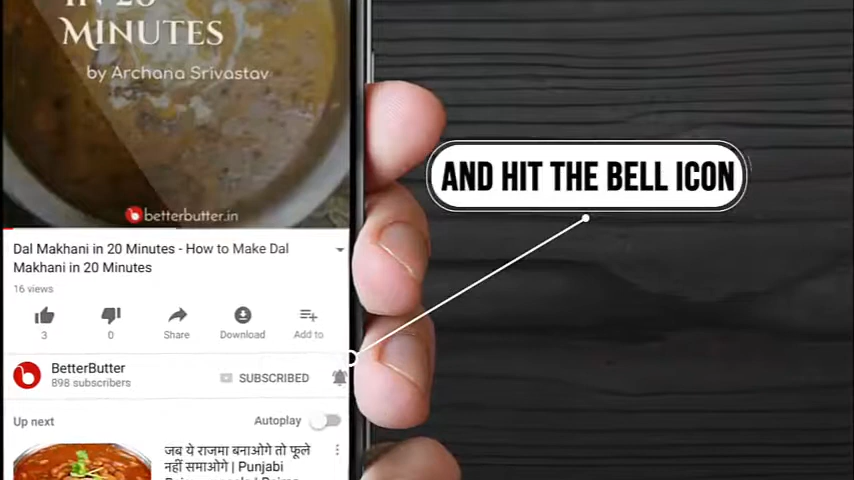 IN 20
MINUTES
by Archana Srivastav
betterbutter.in
Dal Makhani in 20 Minutes - How to Make Dal
Makhani in 20 Minutes
16 views
3
0
Share
Download
Add to
BetterButter
898 subscribers
SUBSCRIBED
Up next
Autoplay
जब ये राजमा बनाओगे तो फूले
नहीं समाओगे | Punjabi
AND HIT THE BELL ICON